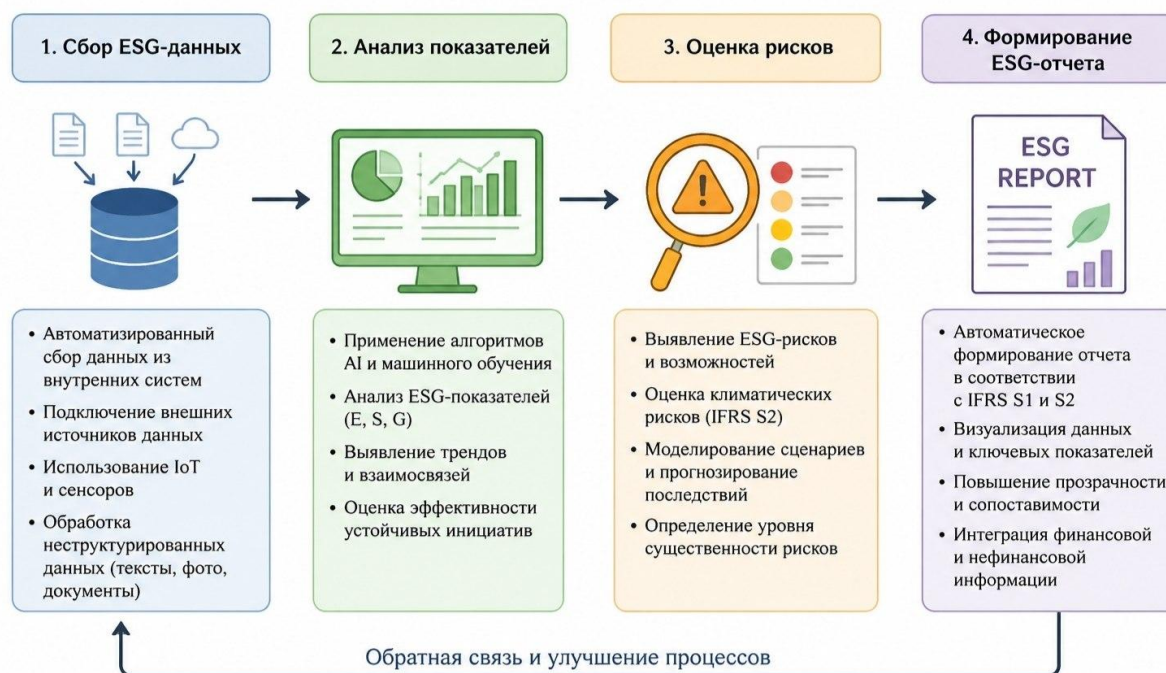 1. Сбор ESG-данных
2. Анализ показателей
3. Оценка рисков
4. Формирование
ESG-отчета
ESG
REPORT
• Автоматизированный
сбор данных из
внутренних систем
• Подключение внешних
источников данных
• Использование IoT
и сенсоров
• Обработка
неструктурированных
данных (тексты, фото,
документы)
• Применение алгоритмов
AI и машинного обучения
• Анализ ESG-показателей
(E, S, G)
• Выявление трендов
и взаимосвязей
• Оценка эффективности
устойчивых инициатив
• Выявление ESG-рисков
и возможностей
• Оценка климатических
рисков (IFRS S2)
• Моделирование сценариев
и прогнозирование
последствий
• Определение уровня
существенности рисков
• Автоматическое
формирование отчета
в соответствии
с IFRS S1 и S2
• Визуализация данных
и ключевых показателей
• Повышение прозрачности
и сопоставимости
• Интеграция финансовой
и нефинансовой
информации
Обратная связь и улучшение процессов